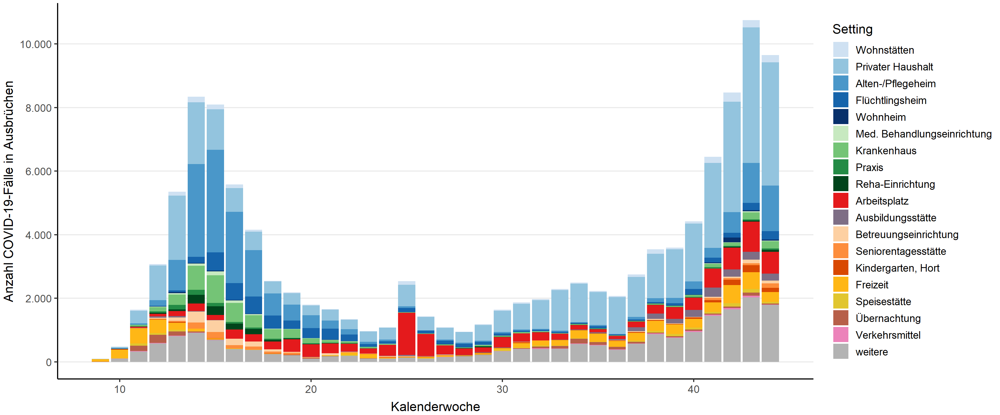 Anzahl COVID-19-Fälle in Ausbrüchen
10.000
8.000
6.000
4.000
2.000
0
10
20
30
40
Kalenderwoche
Setting
Wohnstätten
Privater Haushalt
Alten-/Pflegeheim
Flüchtlingsheim
Wohnheim
Med. Behandlungseinrichtung
Krankenhaus
Praxis
Reha-Einrichtung
Arbeitsplatz
Ausbildungsstätte
Betreuungseinrichtung
Seniorentagesstätte
Kindergarten, Hort
Freizeit
Speisestätte
Übernachtung
Verkehrsmittel
weitere